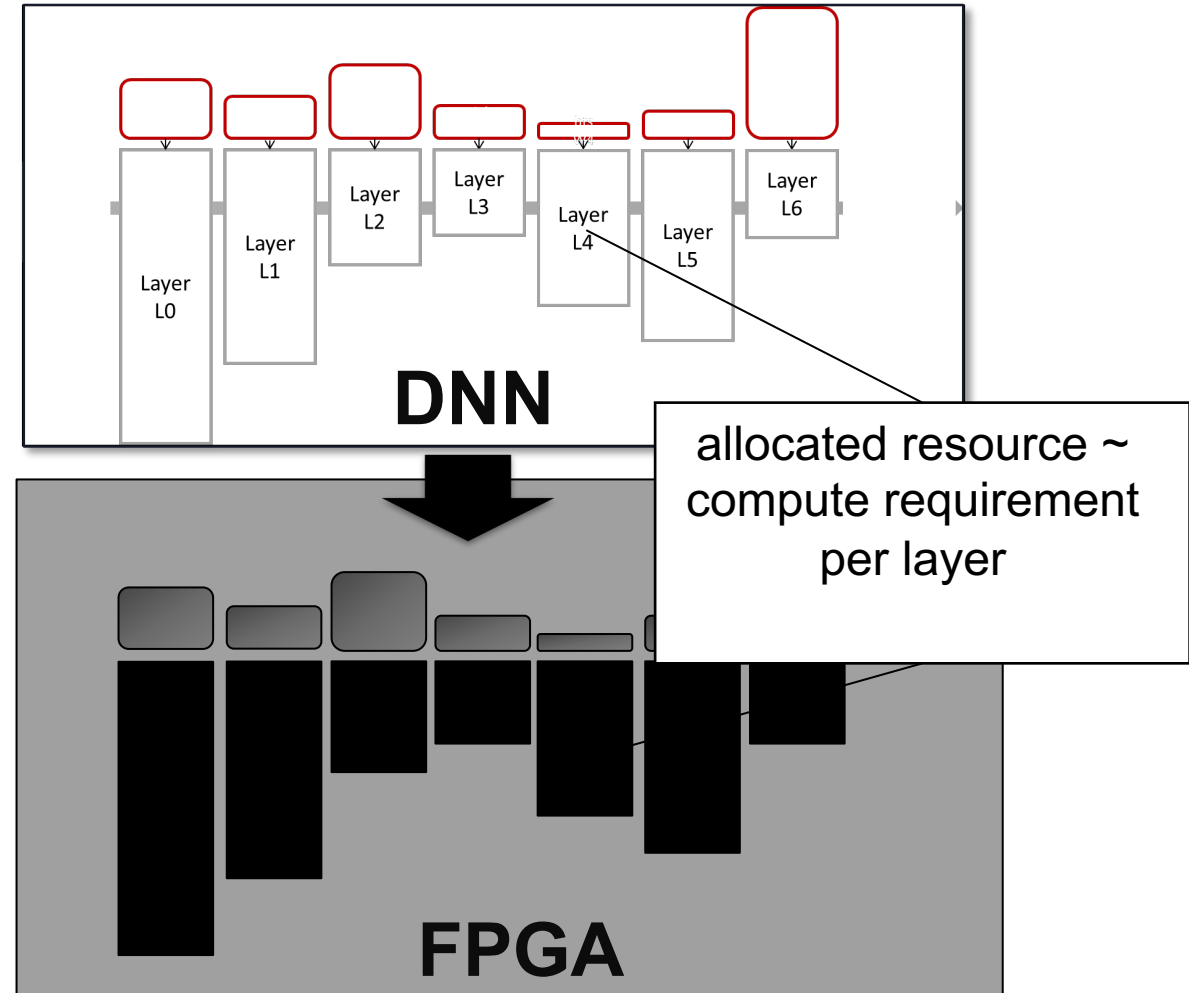 Layer
L0
Layer
L1
Layer
L2
Layer
L3
Layer
L4
Layer
L5
Layer
L6
DNN
allocated resource ~
compute requirement
per layer
FPGA